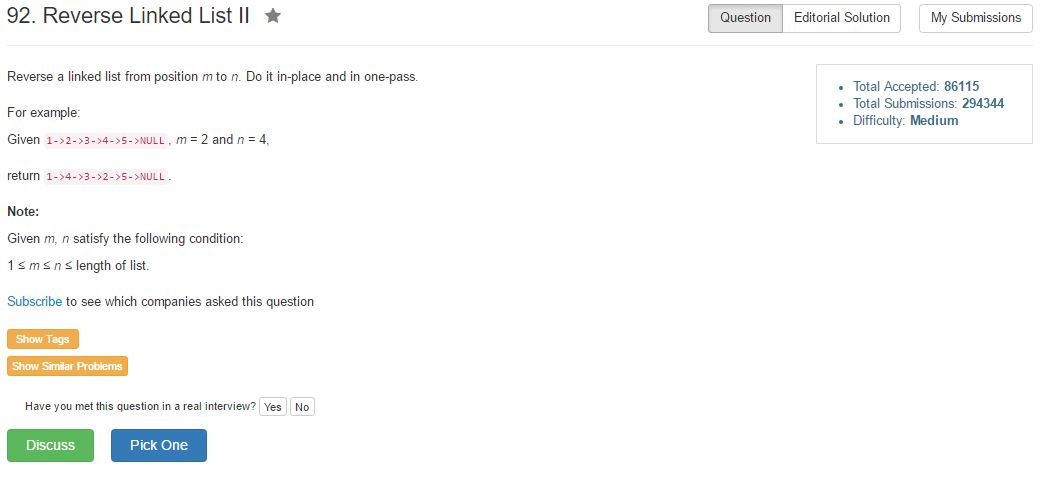 92. Reverse Linked List II
Question Editorial Solution My Submissions
Reverse a linked list from position m to n. Do it in-place and in one-pass.
Total Accepted: 86115
Total Submissions: 294344
Difficulty: Medium
For example:
Given 1->2->3->4->5->NULL , m = 2 and n = 4,
return 1->4->3->2->5->NULL .
Note:
Given m, n satisfy the following condition:
1 ≤ m ≤ n ≤ length of list.
Subscribe to see which companies asked this question
Show Tags
Show Similar Problems
Have you met this question in a real interview? Yes No
Discuss Pick One